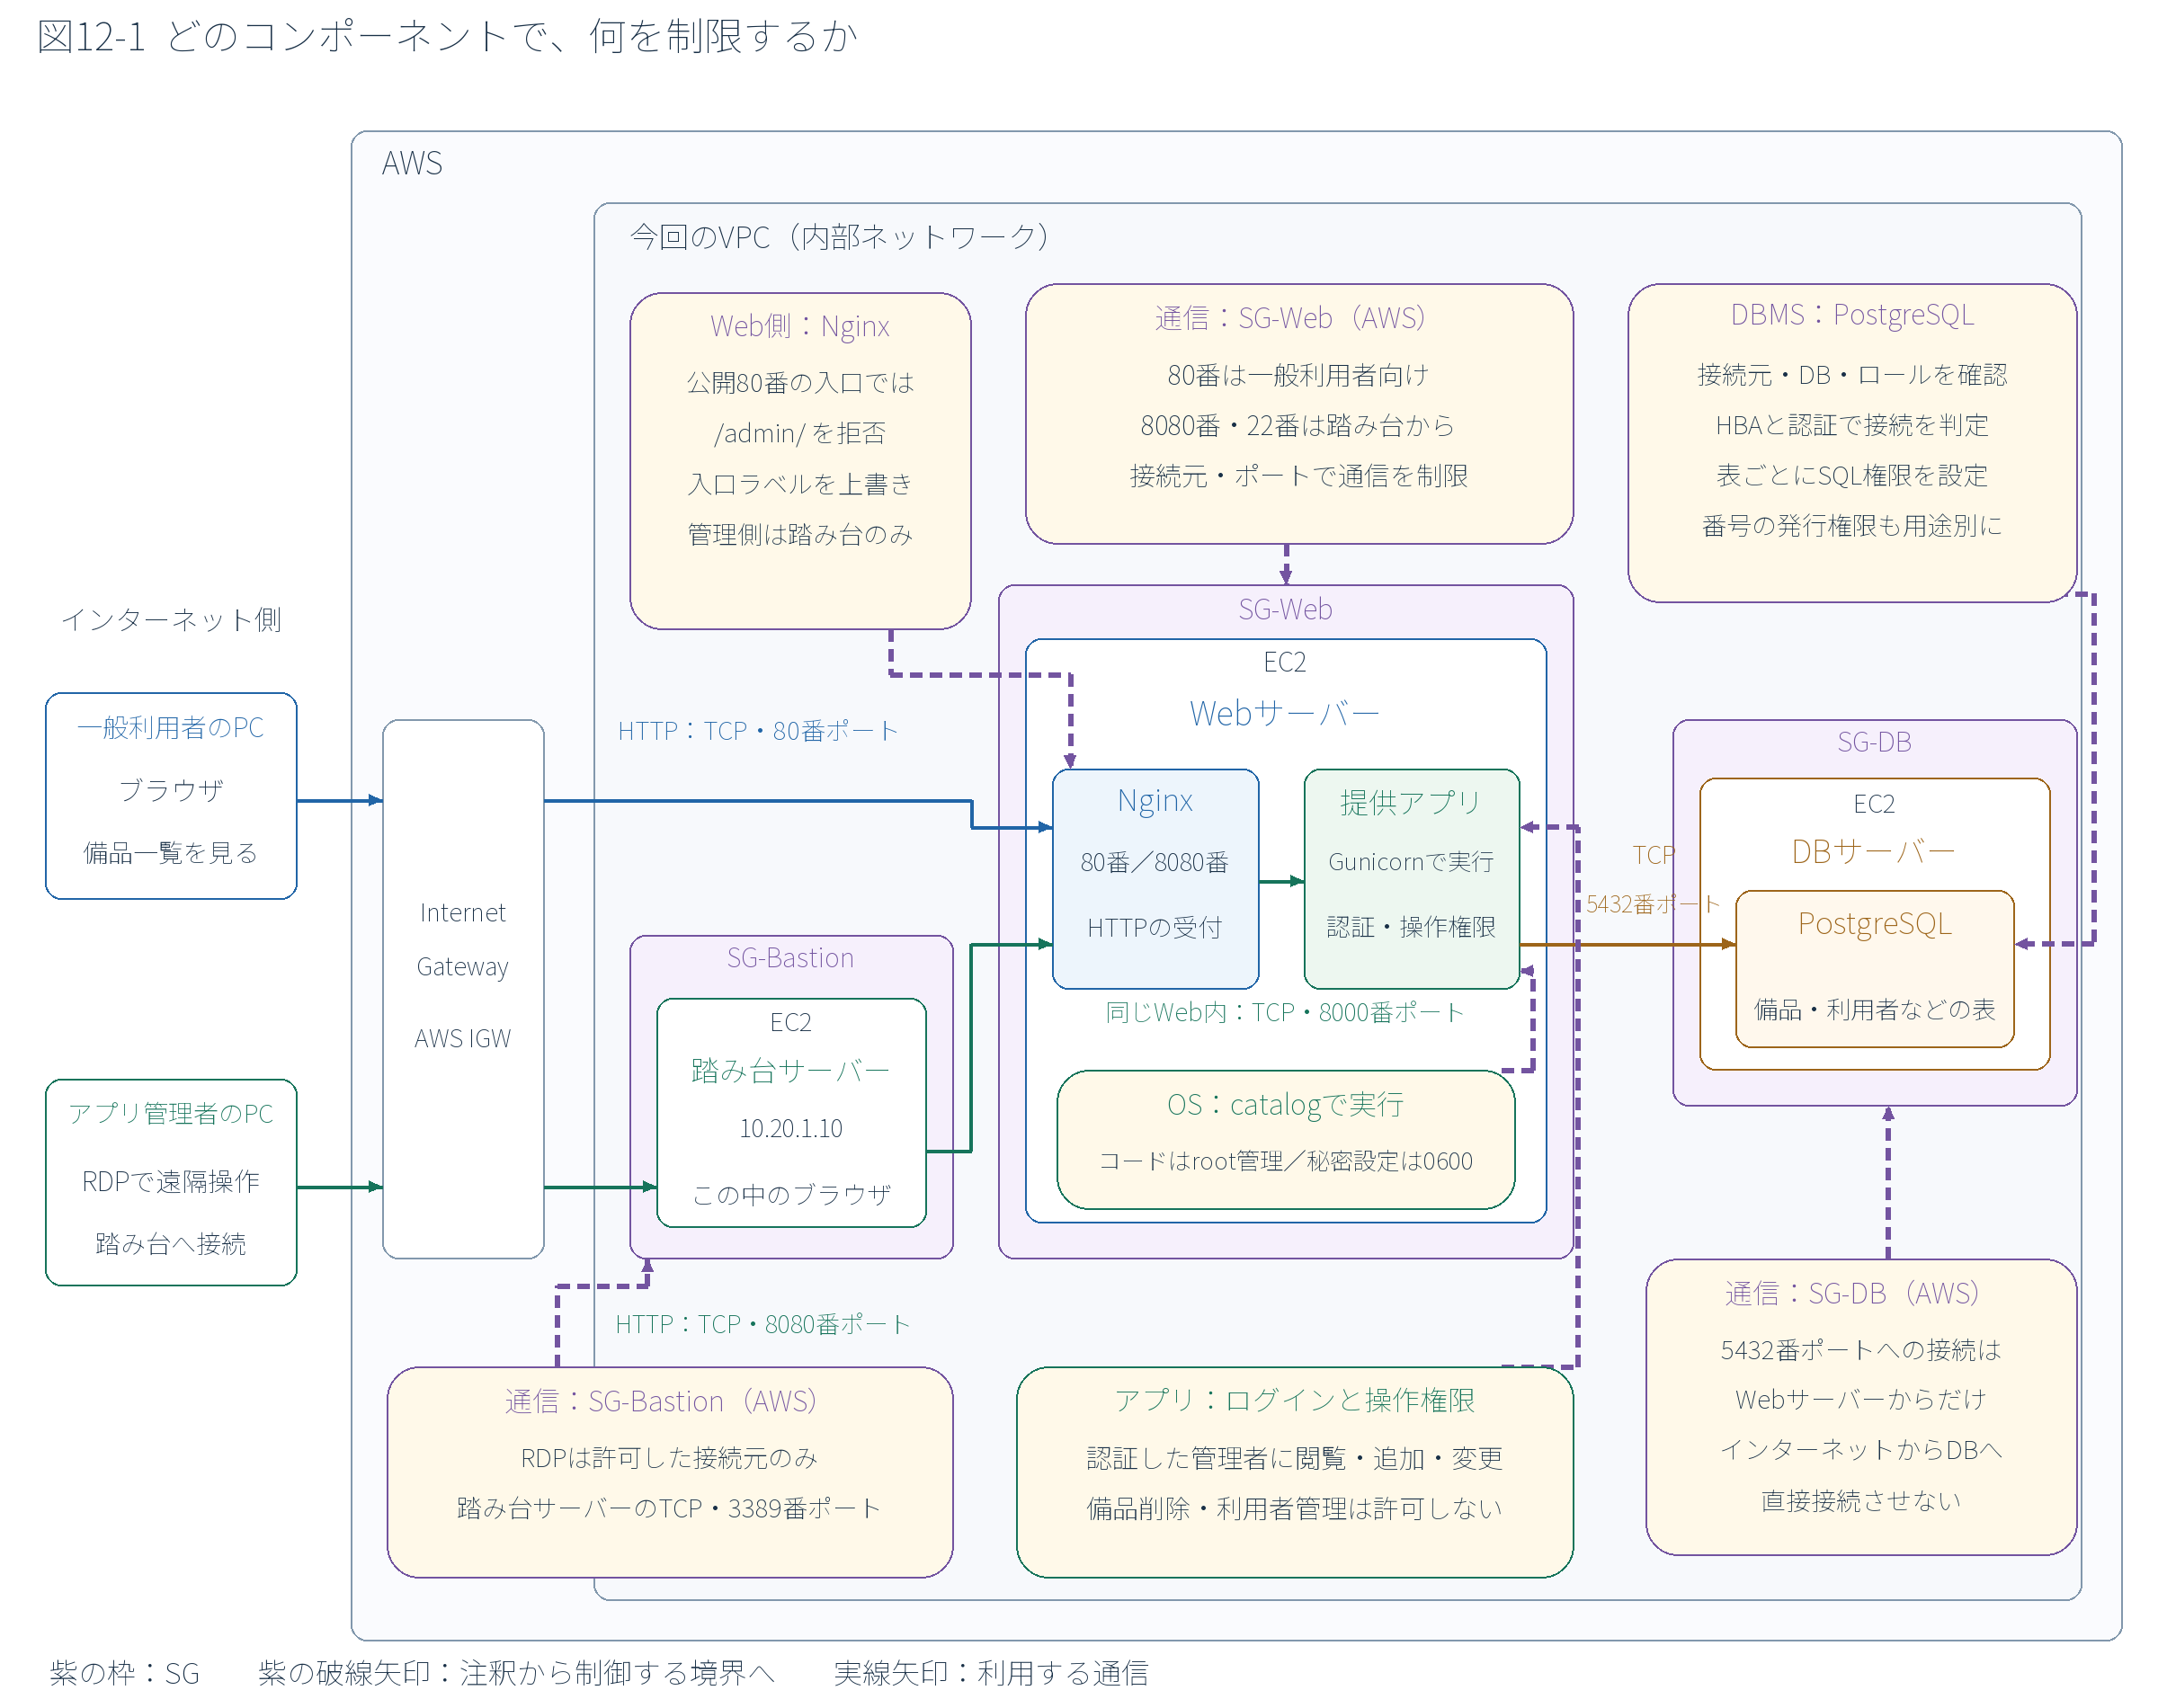 図12-1 どのコンポーネントで、何を制限するか
AWS
今回のVPC（内部ネットワーク）
Web側：Nginx
公開80番の入口では
/admin/ を拒否
入口ラベルを上書き
管理側は踏み台のみ
通信：SG-Web（AWS）
80番は一般利用者向け
8080番・22番は踏み台から
接続元・ポートで通信を制限
DBMS：PostgreSQL
接続元・DB・ロールを確認
HBAと認証で接続を判定
表ごとにSQL権限を設定
番号の発行権限も用途別に
インターネット側
一般利用者のPC
ブラウザ
備品一覧を見る
アプリ管理者のPC
RDPで遠隔操作
踏み台へ接続
Internet
Gateway
AWS IGW
HTTP：TCP・80番ポート
SG-Bastion
EC2
踏み台サーバー
10.20.1.10
この中のブラウザ
HTTP：TCP・8080番ポート
SG-Web
EC2
Webサーバー
Nginx
80番／8080番
HTTPの受付
提供アプリ
Gunicornで実行
認証・操作権限
同じWeb内：TCP・8000番ポート
OS：catalogで実行
コードはroot管理／秘密設定は0600
TCP
5432番ポート
SG-DB
EC2
DBサーバー
PostgreSQL
備品・利用者などの表
通信：SG-Bastion（AWS）
RDPは許可した接続元のみ
踏み台サーバーのTCP・3389番ポート
アプリ：ログインと操作権限
認証した管理者に閲覧・追加・変更
備品削除・利用者管理は許可しない
通信：SG-DB（AWS）
5432番ポートへの接続は
Webサーバーからだけ
インターネットからDBへ
直接接続させない
紫の枠：SG 紫の破線矢印：注釈から制御する境界へ 実線矢印：利用する通信